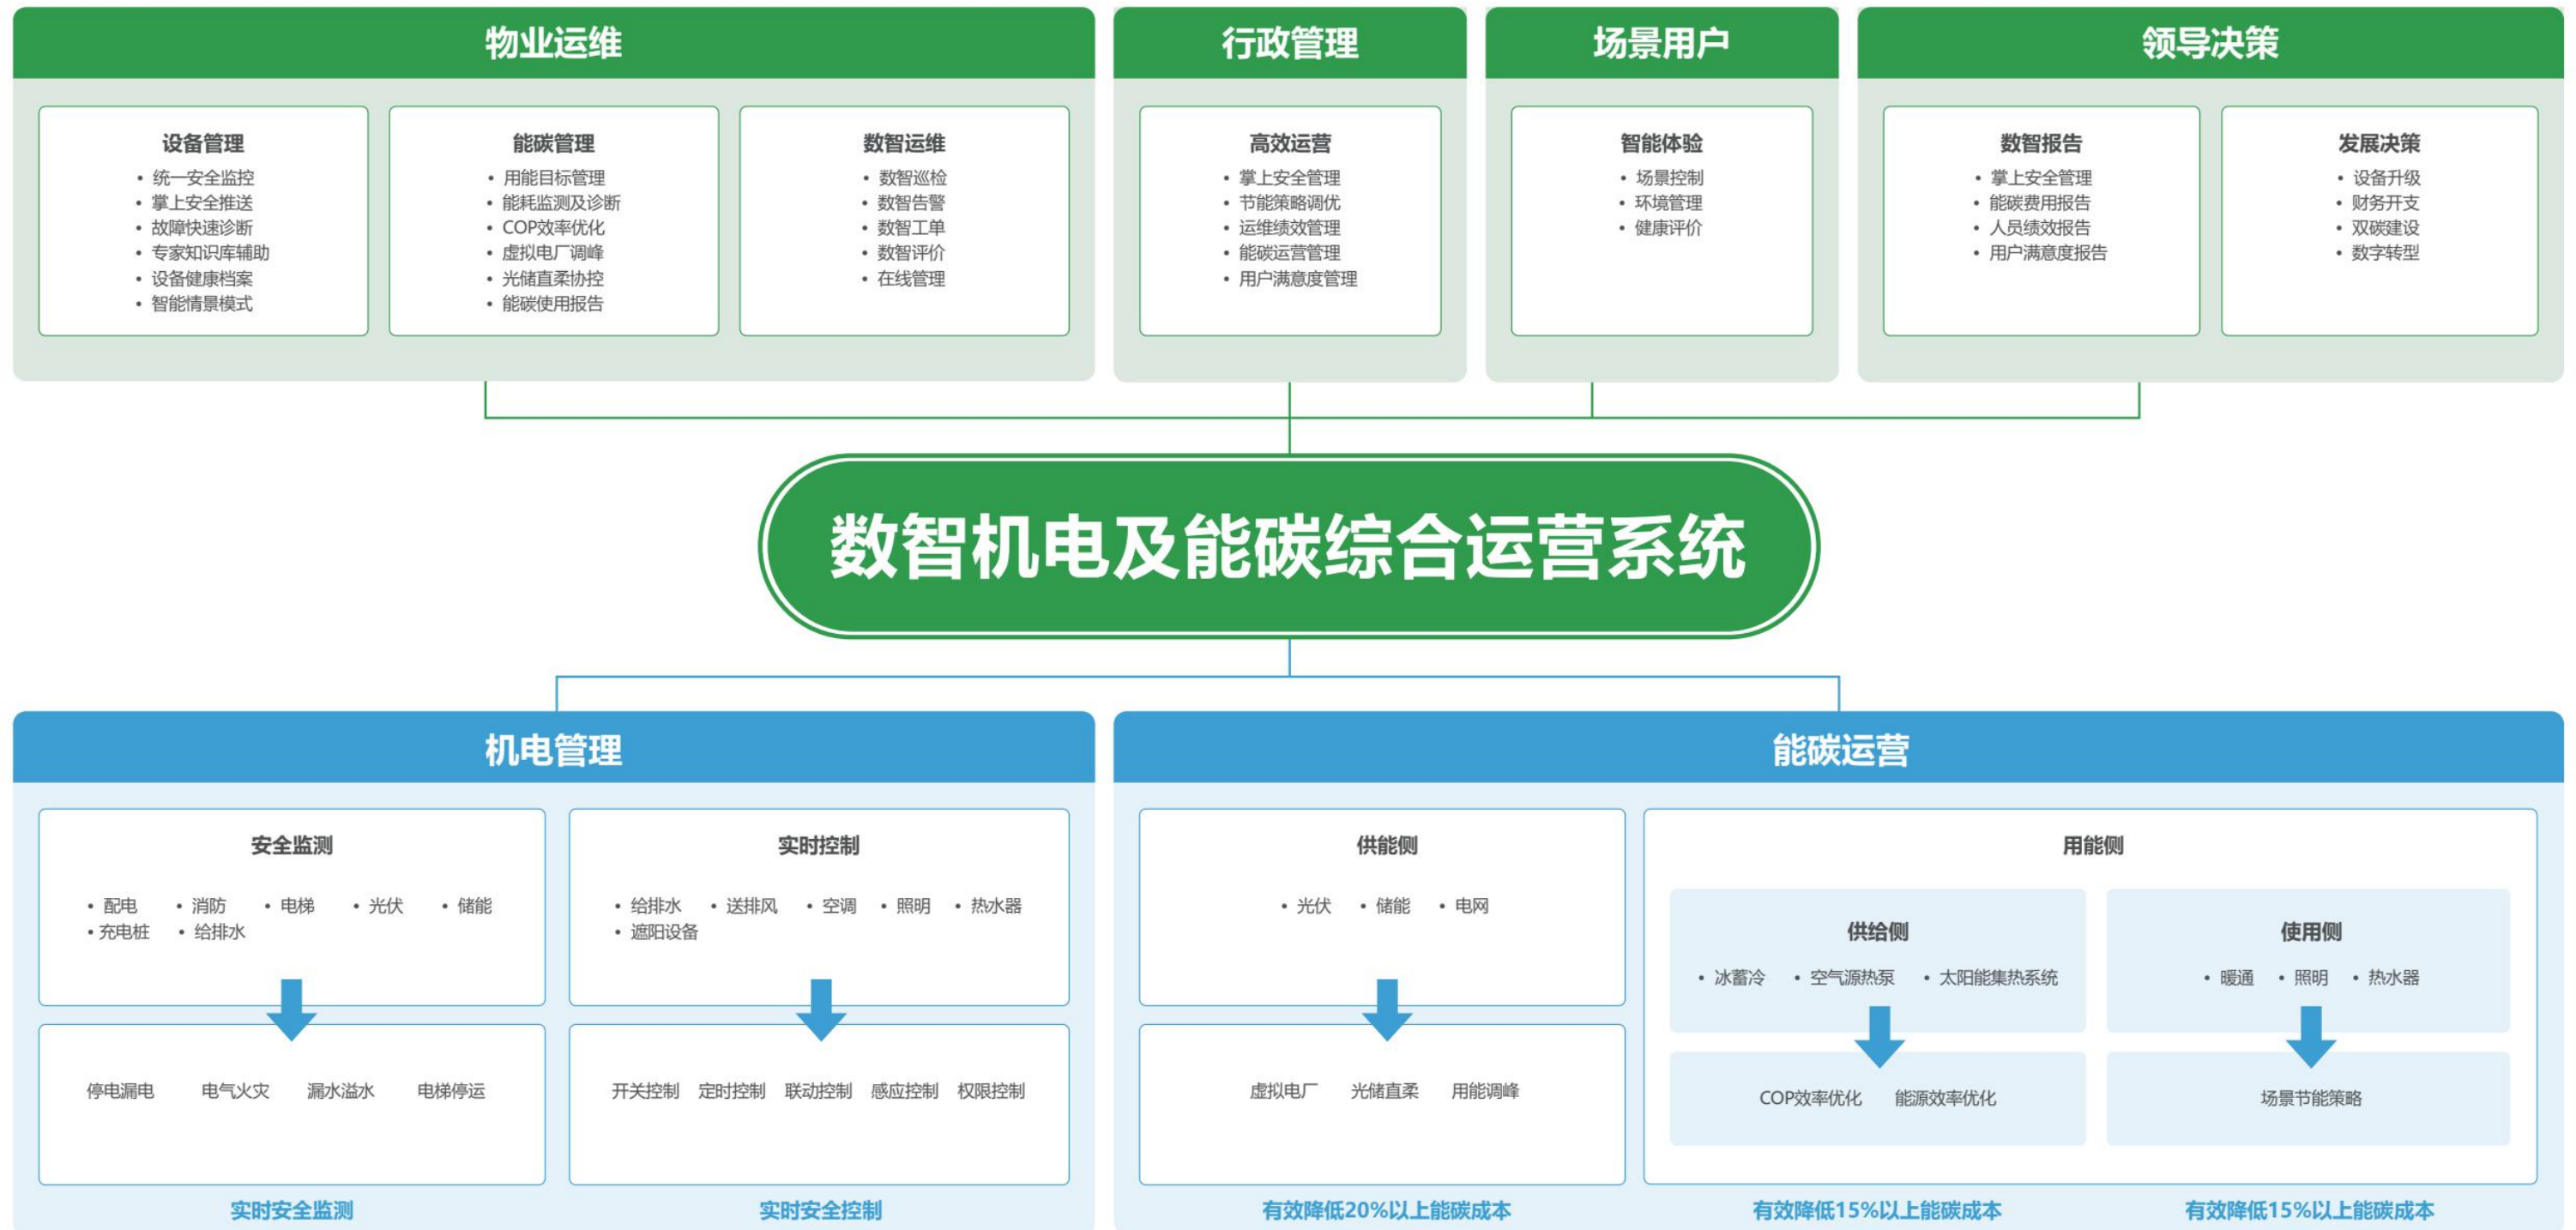 物业运维
设备管理
• 统一安全监控
• 掌上安全推送
• 故障快速诊断
• 专家知识库辅助
• 设备健康档案
• 智能情景模式
能碳管理
• 用能目标管理
• 能耗监测及诊断
• COP效率优化
• 虚拟电厂调峰
• 光储直柔协控
• 能碳使用报告
数智运维
• 数智巡检
• 数智告警
• 数智工单
• 数智评价
• 在线管理
行政管理
高效运营
• 掌上安全管理
• 节能策略调优
• 运维绩效管理
• 能碳运营管理
• 用户满意度管理
场景用户
智能体验
• 场景控制
• 环境管理
• 健康评价
领导决策
数智报告
• 掌上安全管理
• 能碳费用报告
• 人员绩效报告
• 用户满意度报告
发展决策
• 设备升级
• 财务开支
• 双碳建设
• 数字转型
数智机电及能碳综合运营系统
机电管理
安全监测
• 配电 • 消防 • 电梯 • 光伏 • 储能
• 充电桩 • 给排水
停电漏电 电气火灾 漏水溢水 电梯停运
实时安全监测
实时控制
• 给排水 • 送排风 • 空调 • 照明 • 热水器
• 遮阳设备
开关控制 定时控制 联动控制 感应控制 权限控制
实时安全控制
能碳运营
供能侧
• 光伏 • 储能 • 电网
虚拟电厂 光储直柔 用能调峰
有效降低20%以上能碳成本
用能侧
供给侧
• 冰蓄冷 • 空气源热泵 • 太阳能集热系统
COP效率优化 能源效率优化
有效降低15%以上能碳成本
使用侧
• 暖通 • 照明 • 热水器
场景节能策略
有效降低15%以上能碳成本